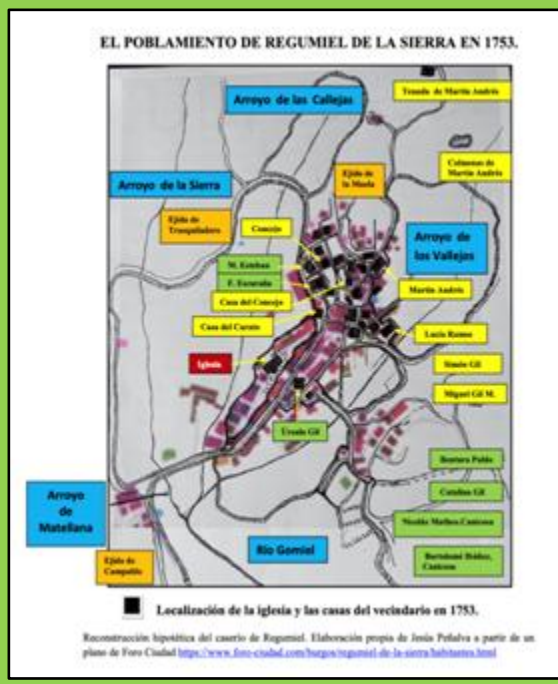 EL POBLAMIENTO DE REGUMIEL DE LA SIERRA EN 1753.
Arroyo de las Callejas
Tenada de Martín Andrés
Colmenas de
Martín Andrés
Ejido de
la Muela
Arroyo de la Sierra
Ejido de
Trasquiladero
Concejo
Arroyo de
los Vallejos
M. Esteban
F. Escuraña
Martín Andrés
Casa del Concejo
Casa del Curato
Lucía Ramos
Iglesia
Simón Gil
Miguel Gil M.
Úrsula Gil
Bentura Pablo
Catalina Gil
Arroyo
de
Matellana
Nicolás Matheo.Canicosa
Río Gomiel
Bartolomé Ibáñez.
Canicosa
Ejido de
Campolilo
Localización de la iglesia y las casas del vecindario en 1753.
Reconstrucción hipotética del caserío de Regumiel. Elaboración propia de Jesús Peñalva a partir de un
plano de Foro Ciudad https://www.foro-ciudad.com/burgos/regumiel-de-la-sierra/habitantes.html